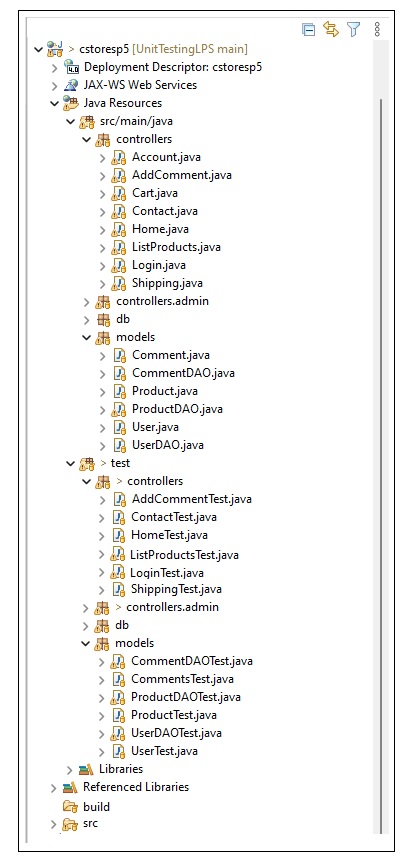 > cstoresp5 [UnitTestingLPS main]
Deployment Descriptor: cstoresp5
JAX-WS Web Services
Java Resources
src/main/java
controllers
Account.java
AddComment.java
Cart.java
Contact.java
Home.java
ListProducts.java
Login.java
Shipping.java
controllers.admin
db
models
Comment.java
CommentDAO.java
Product.java
ProductDAO.java
User.java
UserDAO.java
> test
> controllers
AddCommentTest.java
ContactTest.java
HomeTest.java
ListProductsTest.java
LoginTest.java
ShippingTest.java
> controllers.admin
db
models
CommentDAOTest.java
CommentsTest.java
ProductDAOTest.java
ProductTest.java
UserDAOTest.java
UserTest.java
Libraries
Referenced Libraries
build
src